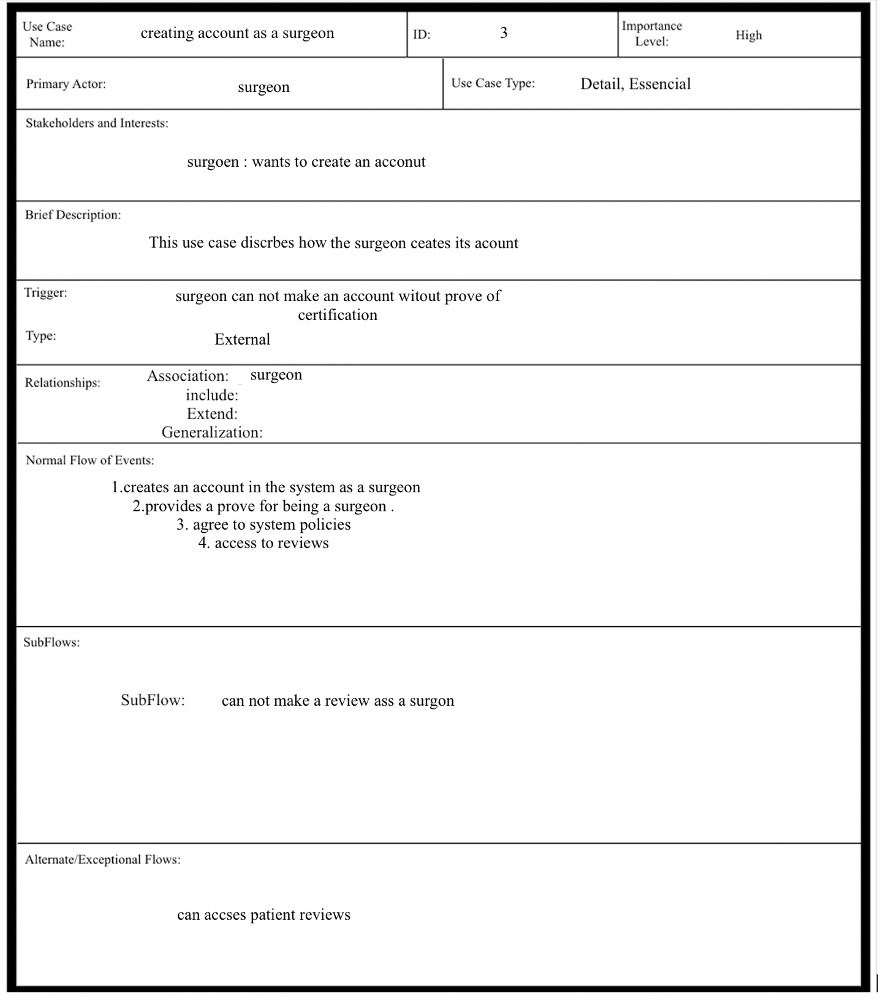 Use Case Name: creating account as a surgeon ID: 3 Importance Level: High
Primary Actor: surgeon Use Case Type: Detail, Essencial
Stakeholders and Interests:
surgoen : wants to create an acconut
Brief Description:
This use case discrbes how the surgeon ceates its acount
Trigger: surgeon can not make an account witout prove of
certification
Type: External
Relationships: Association: surgeon
include:
Extend:
Generalization:
Normal Flow of Events:
1.creates an account in the system as a surgeon
2.provides a prove for being a surgeon .
3. agree to system policies
4. access to reviews
SubFlows:
SubFlow: can not make a review ass a surgon
Alternate/Exceptional Flows:
can accses patient reviews